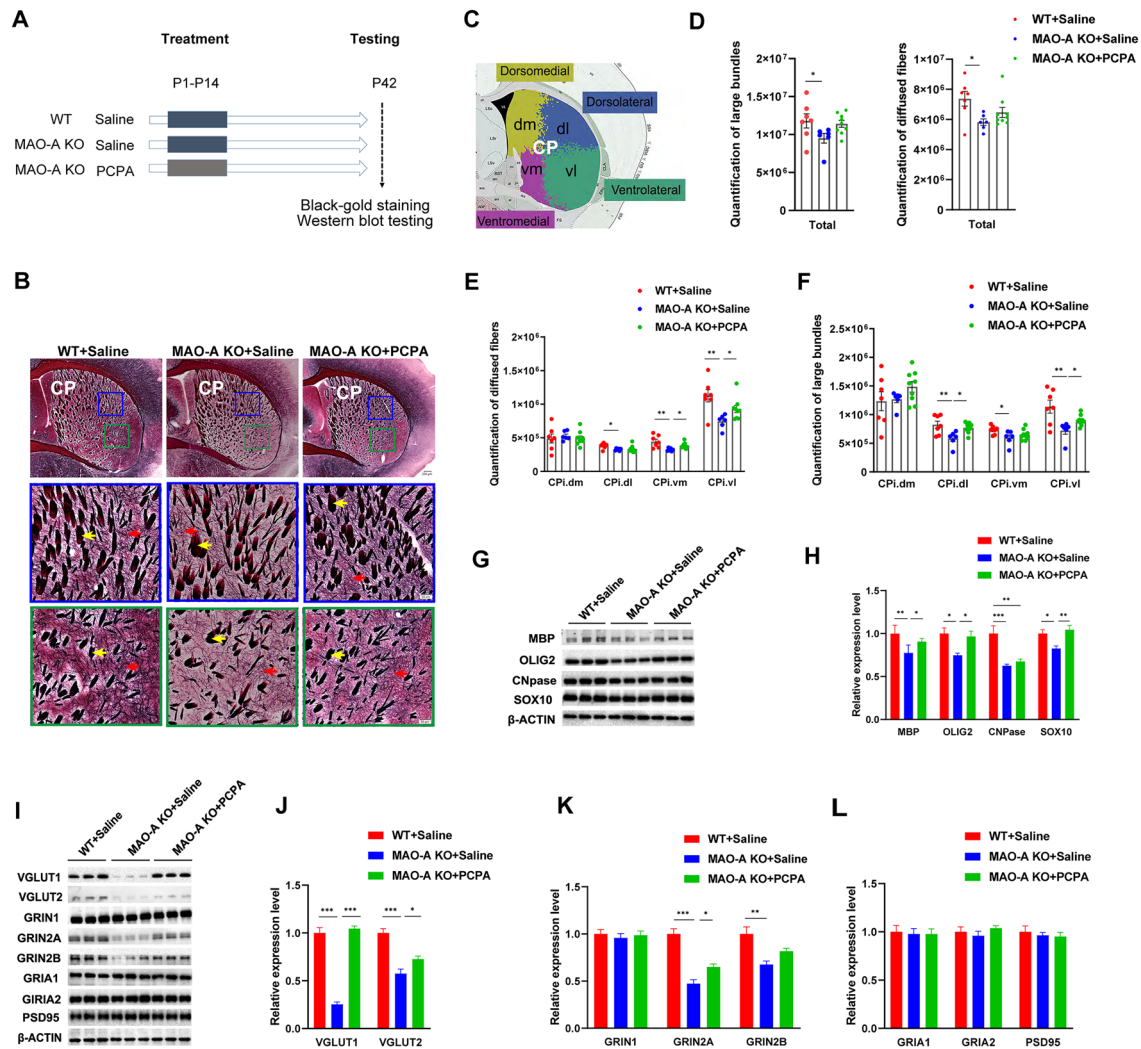 A
Treatment
Testing
P1-P14
P42
WT Saline
MAO-A KO Saline
MAO-A KO PCPA
Black-gold staining
Western blot testing
C
Dorsomedial
Dorsolateral
dm
dl
CP
vm
vl
Ventrolateral
Ventromedial
D
WT+Saline
MAO-A KO+Saline
MAO-A KO+PCPA
Quantification of large bundles
2×10⁷
1.5×10⁷
1×10⁷
5×10⁶
0
*
Total
Quantification of diffused fibers
1×10⁷
8×10⁶
6×10⁶
4×10⁶
2×10⁶
0
*
Total
B
WT+Saline
MAO-A KO+Saline
MAO-A KO+PCPA
CP
CP
CP
E
WT+Saline
MAO-A KO+Saline
MAO-A KO+PCPA
Quantification of diffused fibers
2×10⁶
1.5×10⁶
1×10⁶
5×10⁵
0
*
** *
** *
CPi.dm CPi.dl CPi.vm CPi.vl
F
WT+Saline
MAO-A KO+Saline
MAO-A KO+PCPA
Quantification of large bundles
2.5×10⁶
2×10⁶
1.5×10⁶
1×10⁶
5×10⁵
0
** *
*
** *
CPi.dm CPi.dl CPi.vm CPi.vl
G
WT+Saline
MAO-A KO+Saline
MAO-A KO+PCPA
MBP
OLIG2
CNpase
SOX10
β-ACTIN
H
WT+Saline
MAO-A KO+Saline
MAO-A KO+PCPA
Relative expression level
1.5
1.0
0.5
0.0
** *
* *
**
***
* **
MBP OLIG2 CNPase SOX10
I
WT+Saline
MAO-A KO+Saline
MAO-A KO+PCPA
VGLUT1
VGLUT2
GRIN1
GRIN2A
GRIN2B
GRIA1
GIRIA2
PSD95
β-ACTIN
J
WT+Saline
MAO-A KO+Saline
MAO-A KO+PCPA
Relative expression level
1.5
1.0
0.5
0.0
*** ***
*** *
VGLUT1 VGLUT2
K
WT+Saline
MAO-A KO+Saline
MAO-A KO+PCPA
Relative expression level
1.5
1.0
0.5
0.0
*** *
**
GRIN1 GRIN2A GRIN2B
L
WT+Saline
MAO-A KO+Saline
MAO-A KO+PCPA
Relative expression level
1.5
1.0
0.5
0.0
GRIA1 GRIA2 PSD95